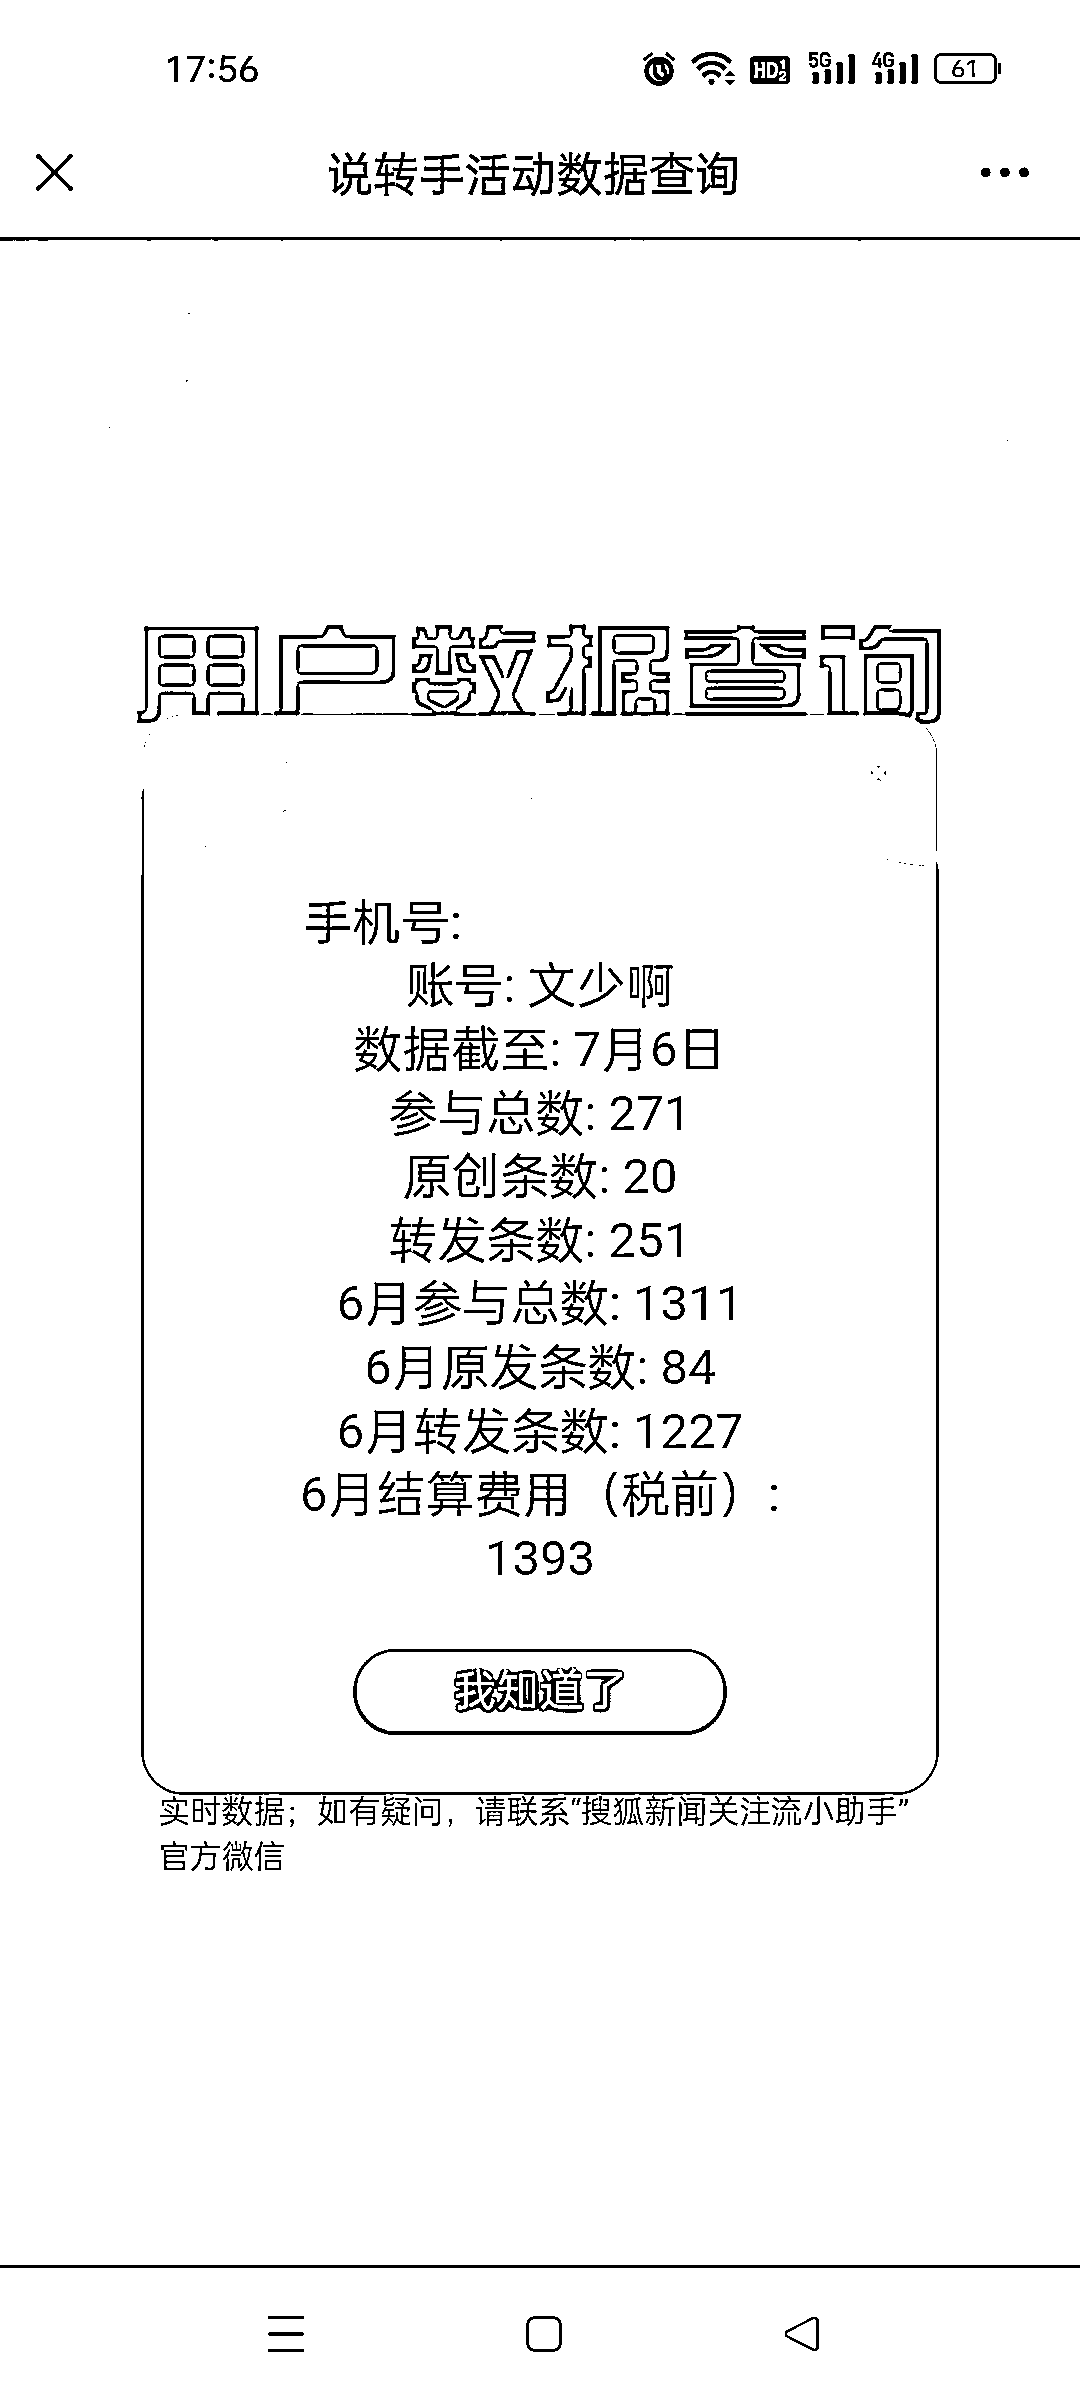 17:56
HD 1 2 5G 4G 61
说转手活动数据查询
用户数据查询
手机号:
账号: 文少啊
数据截至: 7月6日
参与总数: 271
原创条数: 20
转发条数: 251
6月参与总数: 1311
6月原发条数: 84
6月转发条数: 1227
6月结算费用（税前）:
1393
我知道了
实时数据；如有疑问，请联系“搜狐新闻关注流小助手”
官方微信